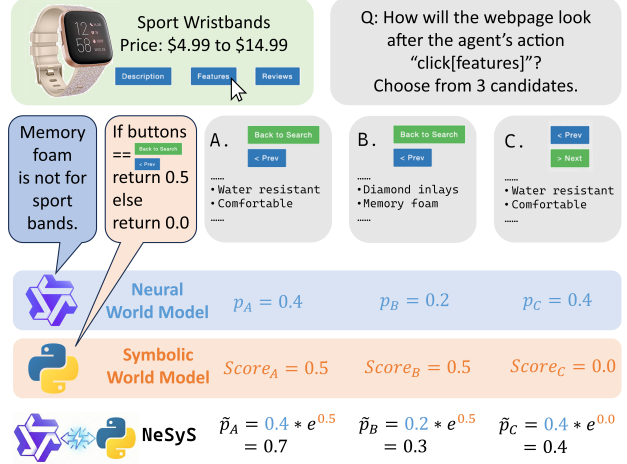 Sport Wristbands
Price: $4.99 to $14.99
Description
Features
Reviews
Q: How will the webpage look
after the agent's action
"click[features]"?
Choose from 3 candidates.
Memory
foam
is not for
sport
bands.
If buttons
== Back to Search
< Prev
return 0.5
else
return 0.0
A.
Back to Search
< Prev
......
• Water resistant
• Comfortable
......
B.
Back to Search
< Prev
......
• Diamond inlays
• Memory foam
......
C.
< Prev
> Next
......
• Water resistant
• Comfortable
......
Neural
World Model
p_A = 0.4
p_B = 0.2
p_C = 0.4
Symbolic
World Model
Score_A = 0.5
Score_B = 0.5
Score_C = 0.0
NeSyS
p̃_A = 0.4 * e^0.5
= 0.7
p̃_B = 0.2 * e^0.5
= 0.3
p̃_C = 0.4 * e^0.0
= 0.4